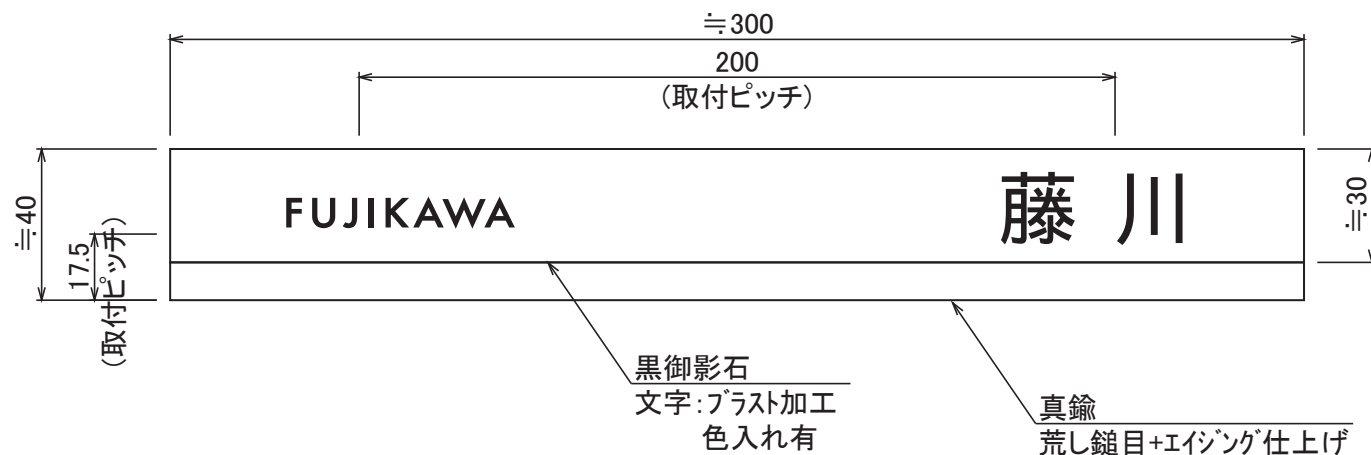 ≒300
200
(取付ピッチ)
≒40
17.5
(取付ピッチ)
FUJIKAWA
藤 川
≒30
黒御影石
文字:ﾌﾞﾗｽﾄ加工
色入れ有
真鍮
荒し鎚目+ｴｲｼﾞﾝｸﾞ仕上げ